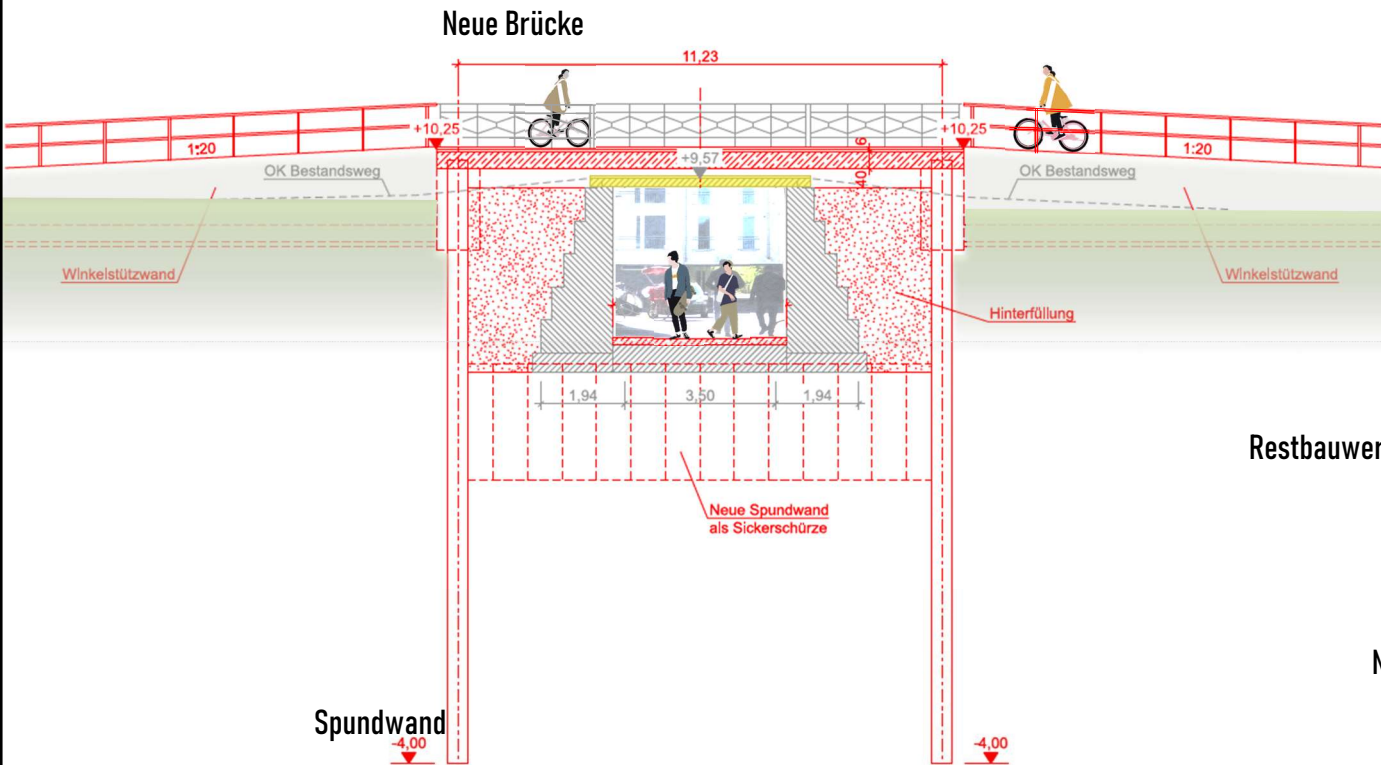 Neue Brücke
11,23
+10,25
+10,25
1:20
1:20
6
40
+9,57
OK Bestandsweg
OK Bestandsweg
Winkelstützwand
Winkelstützwand
Hinterfüllung
1,94
3,50
1,94
Restbauwer
Neue Spundwand
als Sickerschürze
N
Spundwand
-4,00
-4,00